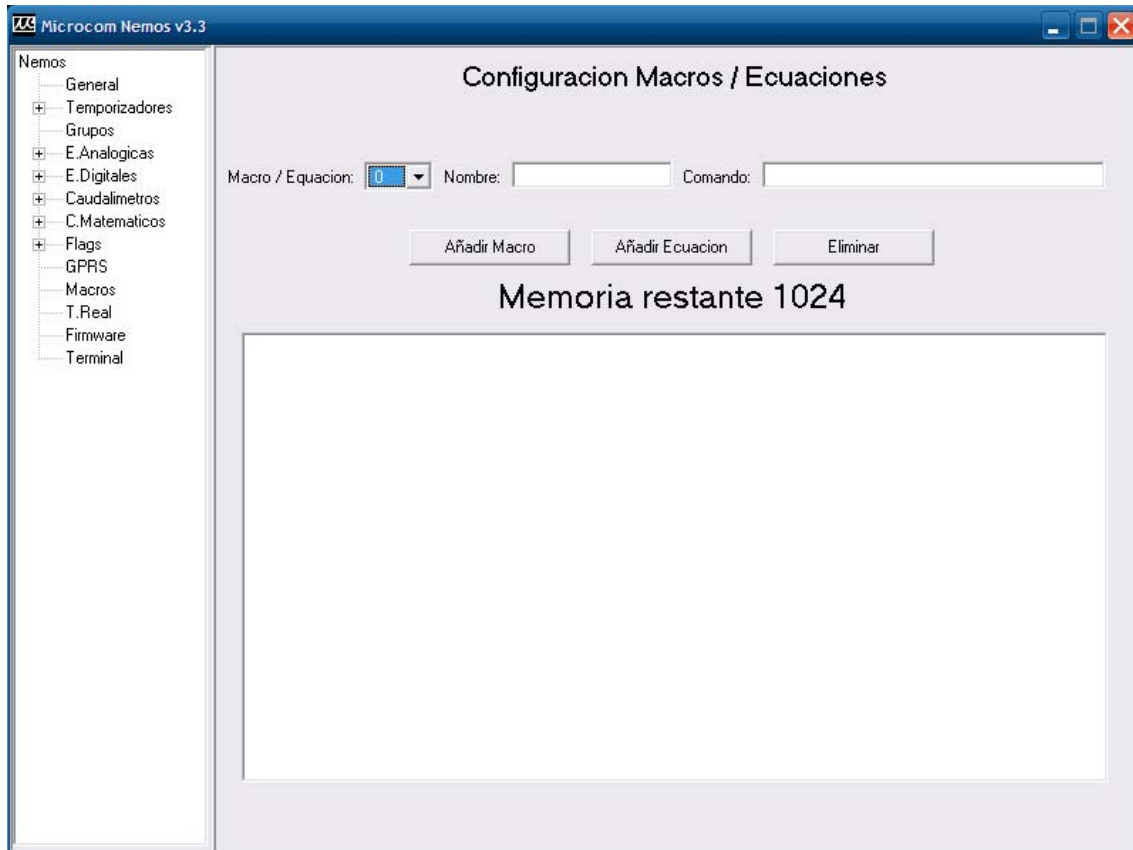 Microcom Nemos v3.3
Nemos
General
Temporizadores
Grupos
E.Analogicas
E.Digitales
Caudalimetros
C.Matematicos
Flags
GPRS
Macros
T.Real
Firmware
Terminal
Configuracion Macros / Ecuaciones
Macro / Equacion: 0 Nombre: Comando:
Añadir Macro Añadir Ecuacion Eliminar
Memoria restante 1024